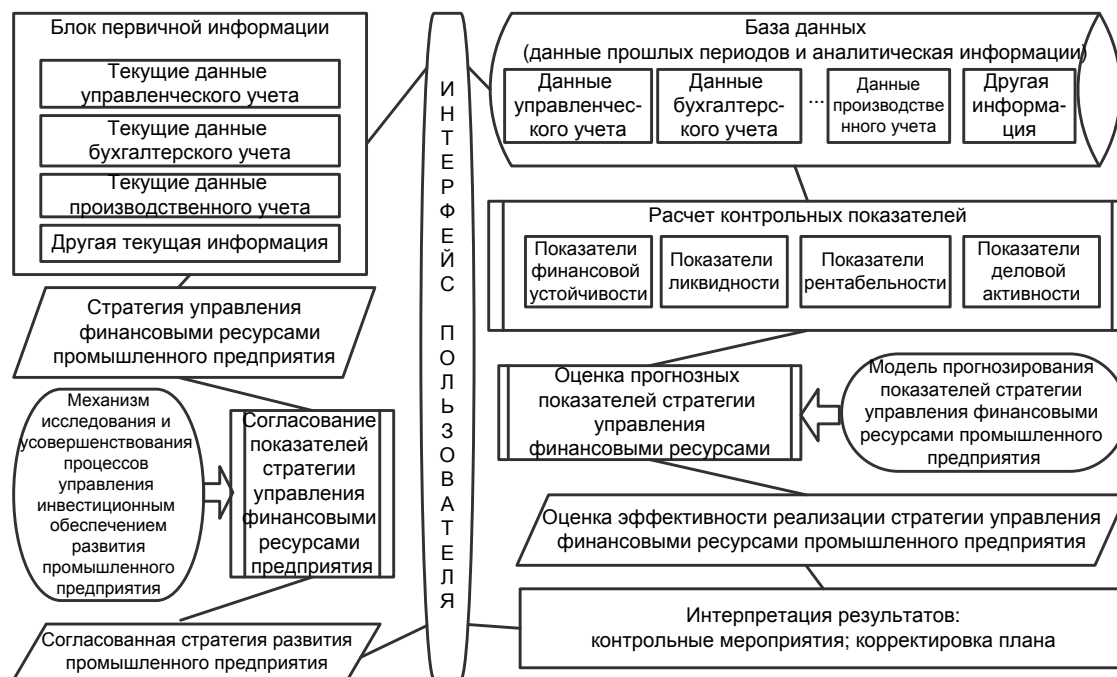 Блок первичной информации
Текущие данные
управленческого учета
Текущие данные
бухгалтерского учета
Текущие данные
производственного учета
Другая текущая информация
Стратегия управления
финансовыми ресурсами
промышленного предприятия
Механизм
исследования и
усовершенствования
процессов
управления
инвестиционным
обеспечением
развития
промышленного
предприятия
Согласование
показателей
стратегии
управления
финансовыми
ресурсами
предприятия
Согласованная стратегия развития
промышленного предприятия
ИНТЕРФЕЙС ПОЛЬЗОВАТЕЛЯ
База данных
(данные прошлых периодов и аналитическая информации)
Данные
управленчес-
кого учета
Данные
бухгалтерс-
кого учета
...
Данные
производстве
нного учета
Другая
информа-
ция
Расчет контрольных показателей
Показатели
финансовой
устойчивости
Показатели
ликвидности
Показатели
рентабельности
Показатели
деловой
активности
Оценка прогнозных
показателей стратегии
управления
финансовыми ресурсами
Модель прогнозирования
показателей стратегии
управления финансовыми
ресурсами промышленного
предприятия
Оценка эффективности реализации стратегии управления
финансовыми ресурсами промышленного предприятия
Интерпретация результатов:
контрольные мероприятия; корректировка плана